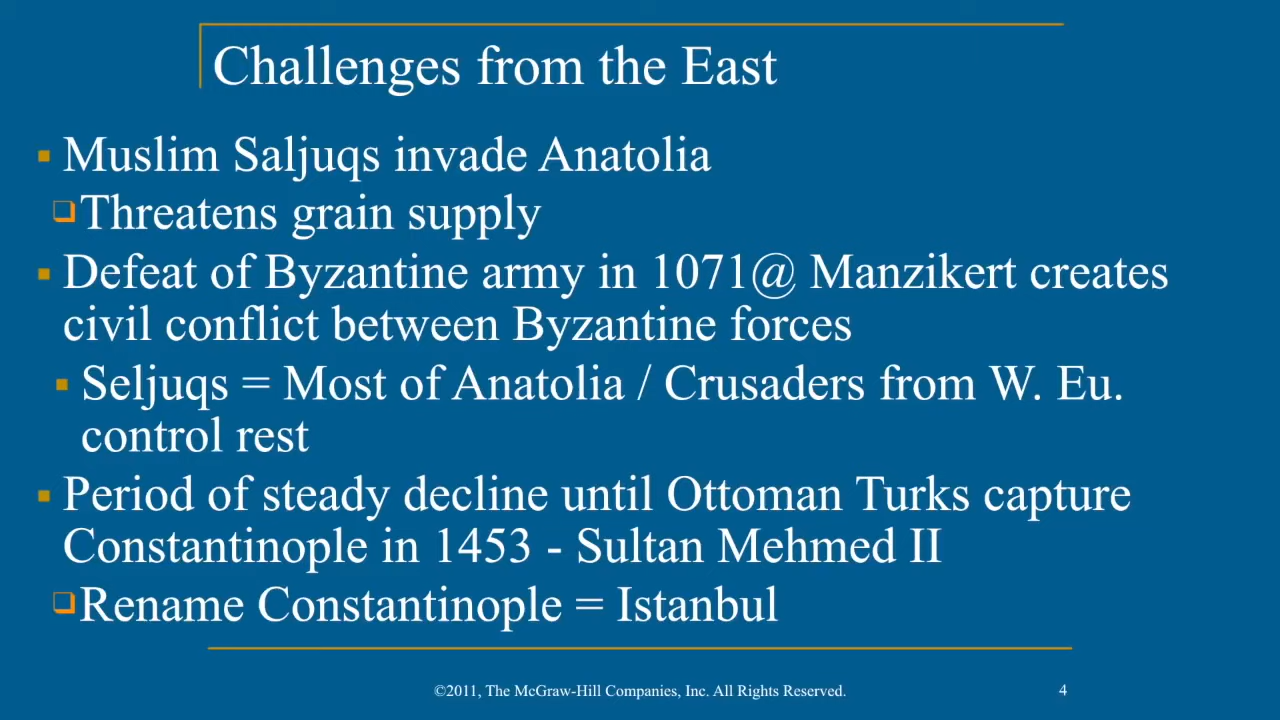 Challenges from the East
Muslim Saljuqs invade Anatolia
Threatens grain supply
Defeat of Byzantine army in 1071@ Manzikert creates
civil conflict between Byzantine forces
Seljuqs = Most of Anatolia / Crusaders from W. Eu.
control rest
Period of steady decline until Ottoman Turks capture
Constantinople in 1453 - Sultan Mehmed II
Rename Constantinople = Istanbul
©2011, The McGraw-Hill Companies, Inc. All Rights Reserved.
4